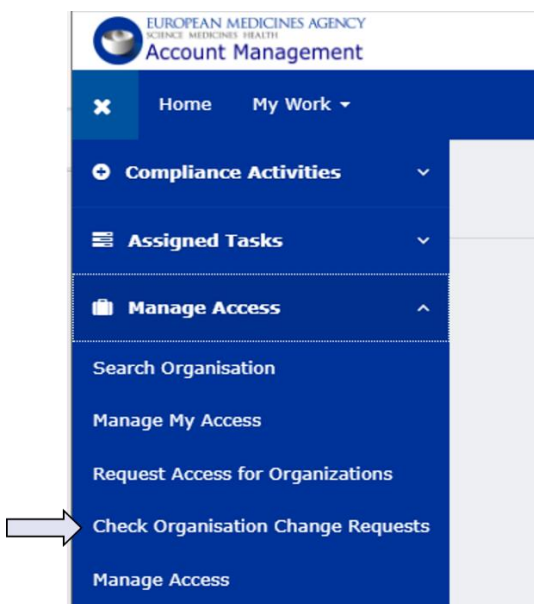 EUROPEAN MEDICINES AGENCY
SCIENCE MEDICINES HEALTH
Account Management
Home My Work
Compliance Activities
Assigned Tasks
Manage Access
Search Organisation
Manage My Access
Request Access for Organizations
Check Organisation Change Requests
Manage Access